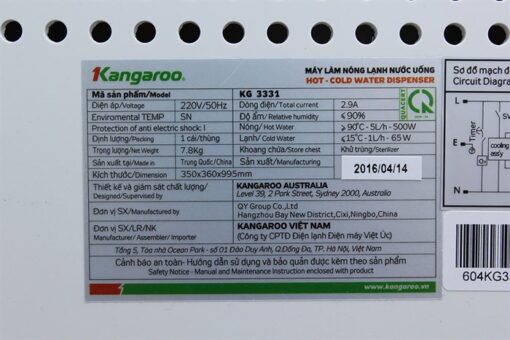 Kangaroo
MÁY LÀM NÓNG LẠNH NƯỚC UỐNG
HOT - COLD WATER DISPENSER
Mã sản phẩm/Model KG 3331
Điện áp/Voltage 220V/50Hz Dòng điện/Total current 2.9A
Enviromental TEMP SN Độ ẩm/Relative humidity ≤90%
Protection of anti electric shock: I Nóng/Hot Water ≥90°C- 5L/h - 500W
Định lượng/Packing 1 cái/thùng Lạnh/Cold Water ≤15°C-1L/h- 65W
Trọng lượng/Net Weight 7.8Kg Khoang chứa/Store chest Khử trùng/Sterilizer
Sản xuất tại/Made in Trung Quốc/China Sản xuất/Manufacturing 2016/04/14
Kích thước/Dimension 350x360x995mm
QUACERT
Thiết kế và giám sát chất lượng/
Designed/Supervised by
KANGAROO AUSTRALIA
Level 39, 2 Park Street, Sydney 2000, Australia
Đơn vị SX/Manufactured by QY Group Co.,Ltd
Hangzhou Bay New District,Cixi,Ningbo,China
Đơn vị SX/LR/NK
Manufacturer/Assembler/Importer
KANGAROO VIỆT NAM
(Công ty CPTĐ Điện lạnh Điện máy Việt Úc)
Tầng 5, Tòa nhà Ocean Park - số 01 Đào Duy Anh, Q.Đống Đa, TP. Hà Nội, Việt Nam
Cảnh báo an toàn- Hướng dẫn sử dụng và bảo quản được kèm theo sản phẩm
Safety Notice - Manual and Maintenance Instruction enclosed in the product
www.kangaroo.vn
Sơ đồ mạch đ
Circuit Diagra
L
SW
Timer
cooling
assy
E
N
604KG3